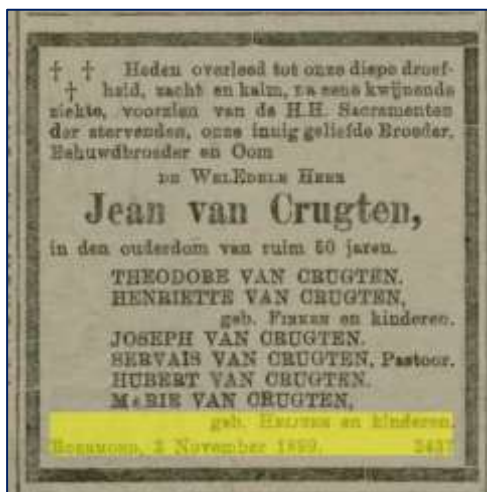 † † Heden overleed tot onze diepe droef-
† heid, zacht en kalm, na eene kwijnende
ziekte, voorzien van de H.H. Sacramenten
der stervenden, onze innig geliefde Broeder,
Behuwdbroeder en Oom
DE WELEDELE HEER
Jean van Crugten,
in den ouderdom van ruim 60 jaren.
THEODORE VAN CRUGTEN.
HENRIETTE VAN CRUGTEN,
geb. en kinderen.
JOSEPH VAN CRUGTEN.
SERVAIS VAN CRUGTEN, Pastoor.
HUBERT VAN CRUGTEN.
MARIE VAN CRUGTEN,
geb. en kinderen.
ROERMOND, 2 November 1899. 2437